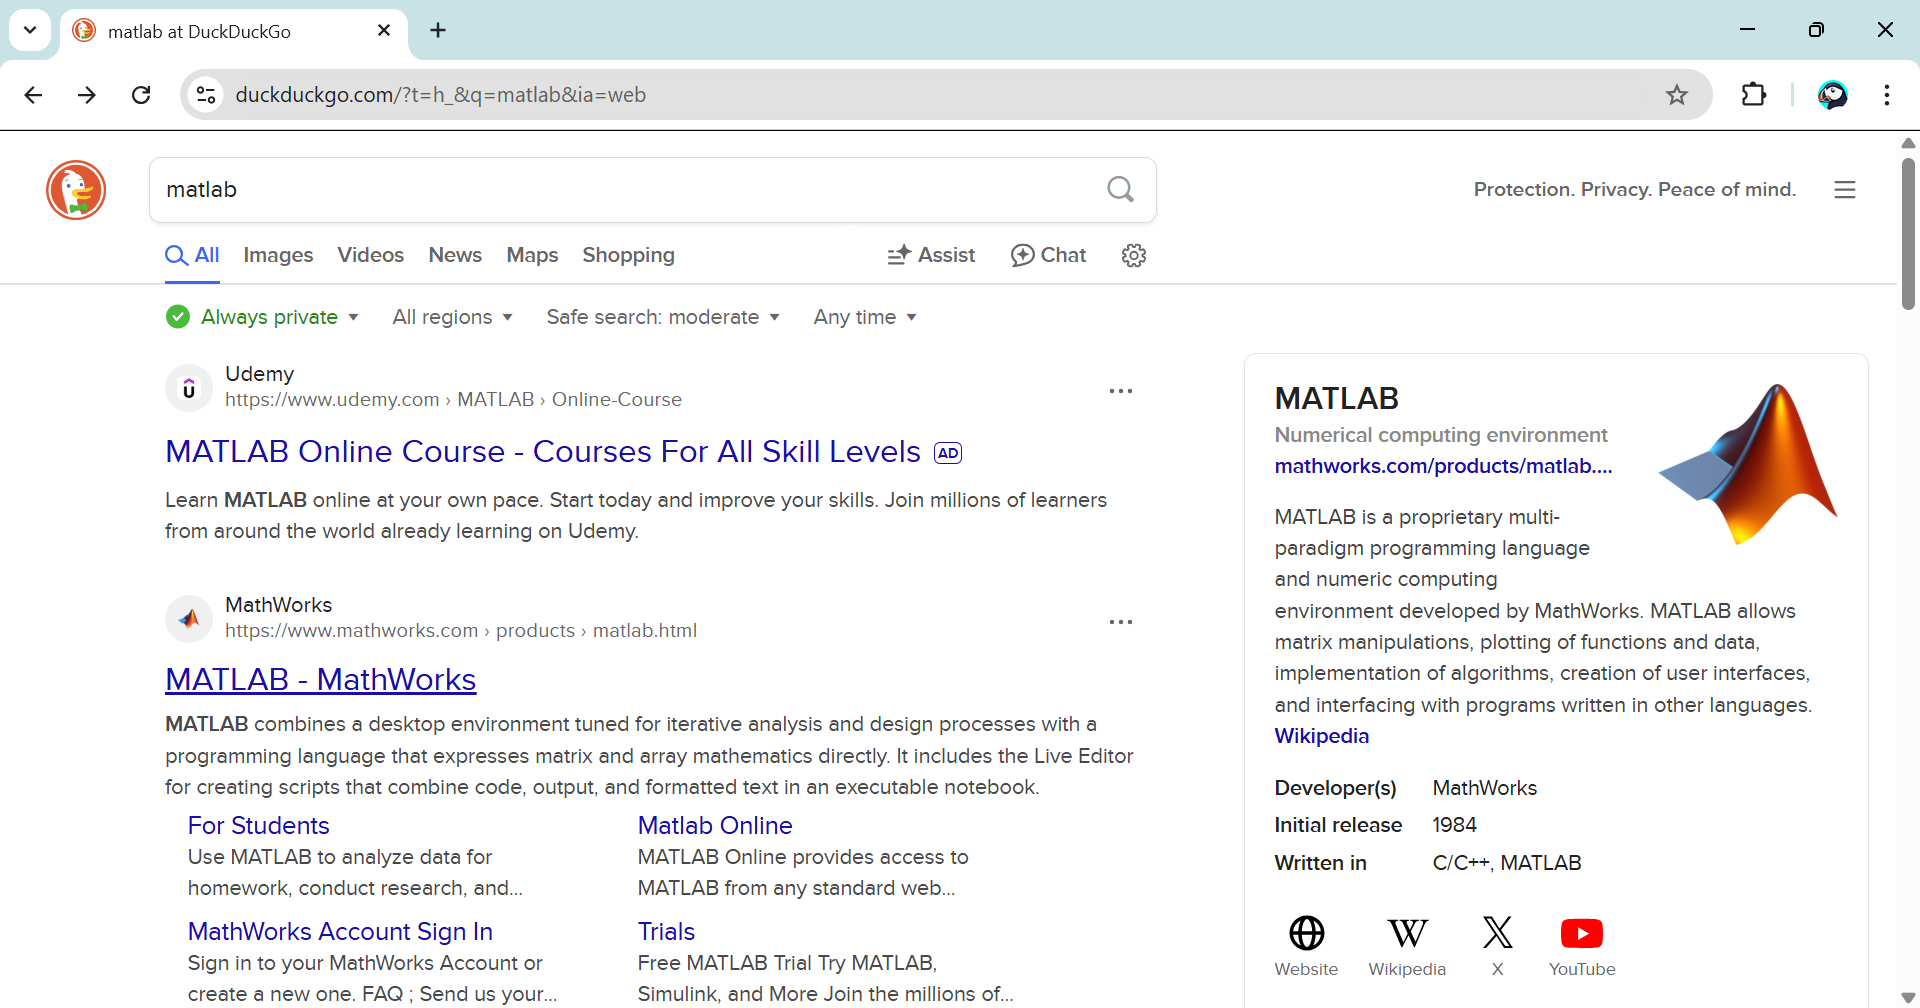 matlab at DuckDuckGo
duckduckgo.com/?t=h_&q=matlab&ia=web
matlab
Protection. Privacy. Peace of mind.
All Images Videos News Maps Shopping Assist Chat
Always private All regions Safe search: moderate Any time
Udemy
https://www.udemy.com › MATLAB › Online-Course
MATLAB Online Course - Courses For All Skill Levels AD
Learn MATLAB online at your own pace. Start today and improve your skills. Join millions of learners
from around the world already learning on Udemy.
MathWorks
https://www.mathworks.com › products › matlab.html
MATLAB - MathWorks
MATLAB combines a desktop environment tuned for iterative analysis and design processes with a
programming language that expresses matrix and array mathematics directly. It includes the Live Editor
for creating scripts that combine code, output, and formatted text in an executable notebook.
For Students
Use MATLAB to analyze data for
homework, conduct research, and...
Matlab Online
MATLAB Online provides access to
MATLAB from any standard web...
MathWorks Account Sign In
Sign in to your MathWorks Account or
create a new one. FAQ ; Send us your...
Trials
Free MATLAB Trial Try MATLAB,
Simulink, and More Join the millions of...
MATLAB
Numerical computing environment
mathworks.com/products/matlab....
MATLAB is a proprietary multi-
paradigm programming language
and numeric computing
environment developed by MathWorks. MATLAB allows
matrix manipulations, plotting of functions and data,
implementation of algorithms, creation of user interfaces,
and interfacing with programs written in other languages.
Wikipedia
Developer(s) MathWorks
Initial release 1984
Written in C/C++, MATLAB
Website Wikipedia X YouTube